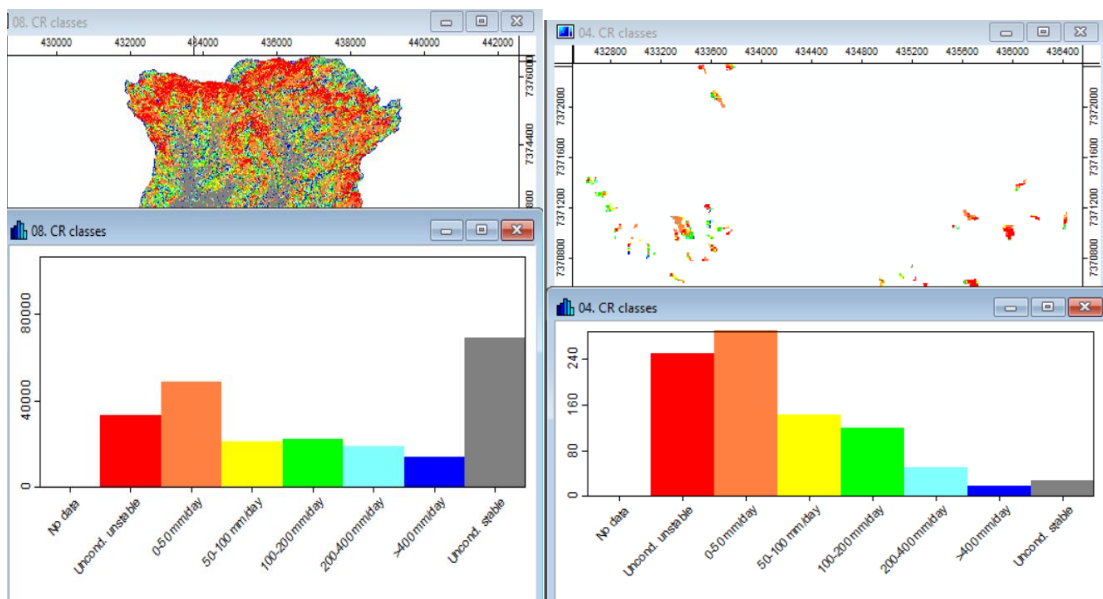 08. CR classes
430000 432000 434000 436000 438000 440000 442000
7376000
7374400
800
08. CR classes
80000
40000
0
No data
Uncond. unstable
0-50 mm/day
50-100 mm/day
100-200 mm/day
200-400 mm/day
>400 mm/day
Uncond. stable
04. CR classes
432800 433200 433600 434000 434400 434800 435200 435600 436000 436400
7372000
7371600
7371200
7370800
04. CR classes
240
160
80
0
No data
Uncond. unstable
0-50 mm/day
50-100 mm/day
100-200 mm/day
200-400 mm/day
>400 mm/day
Uncond. stable